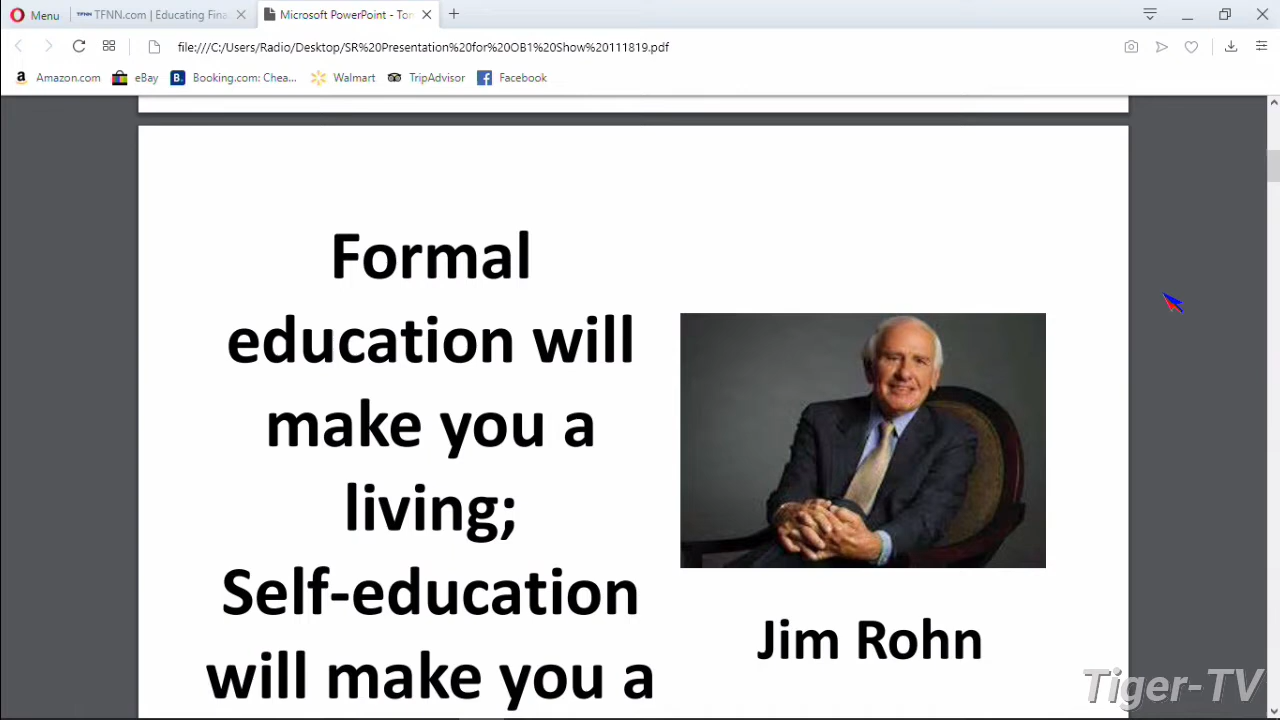 Menu
TFNN TFNN.com | Educating Fina
Microsoft PowerPoint - Ton
file:///C:/Users/Radio/Desktop/SR%20Presentation%20for%20OB1%20Show%20111819.pdf
a Amazon.com
eBay
B. Booking.com: Chea...
Walmart
TripAdvisor
f Facebook
Formal
education will
make you a
living;
Self-education
will make you a
Jim Rohn
Tiger-TV